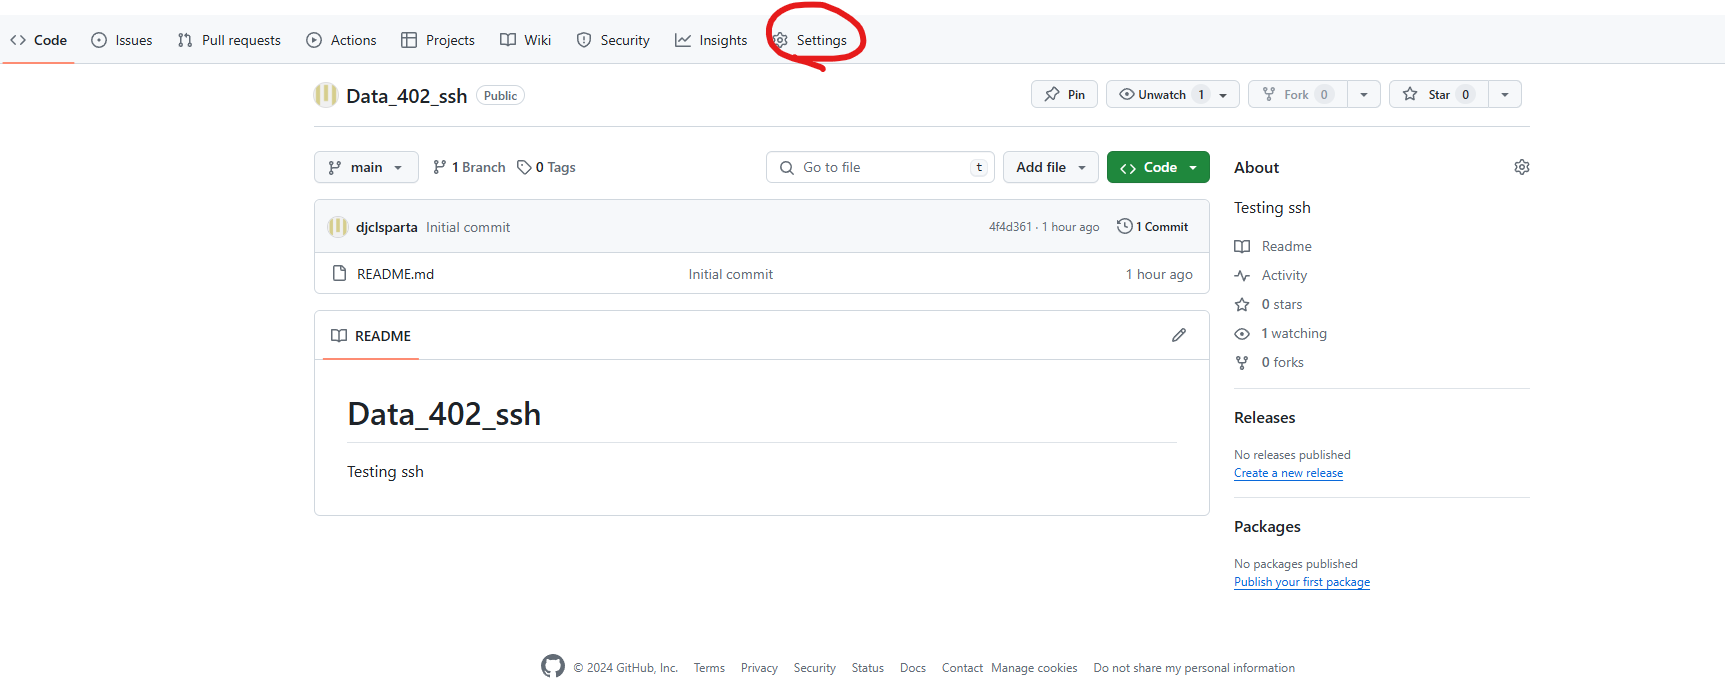 Code Issues Pull requests Actions Projects Wiki Security Insights Settings
Data_402_ssh Public Pin Unwatch 1 Fork 0 Star 0
main 1 Branch 0 Tags Go to file t Add file Code
djclsparta Initial commit 4f4d361 · 1 hour ago 1 Commit
README.md Initial commit 1 hour ago
README
Data_402_ssh
Testing ssh
About
Testing ssh
Readme
Activity
0 stars
1 watching
0 forks
Releases
No releases published
Create a new release
Packages
No packages published
Publish your first package
© 2024 GitHub, Inc. Terms Privacy Security Status Docs Contact Manage cookies Do not share my personal information